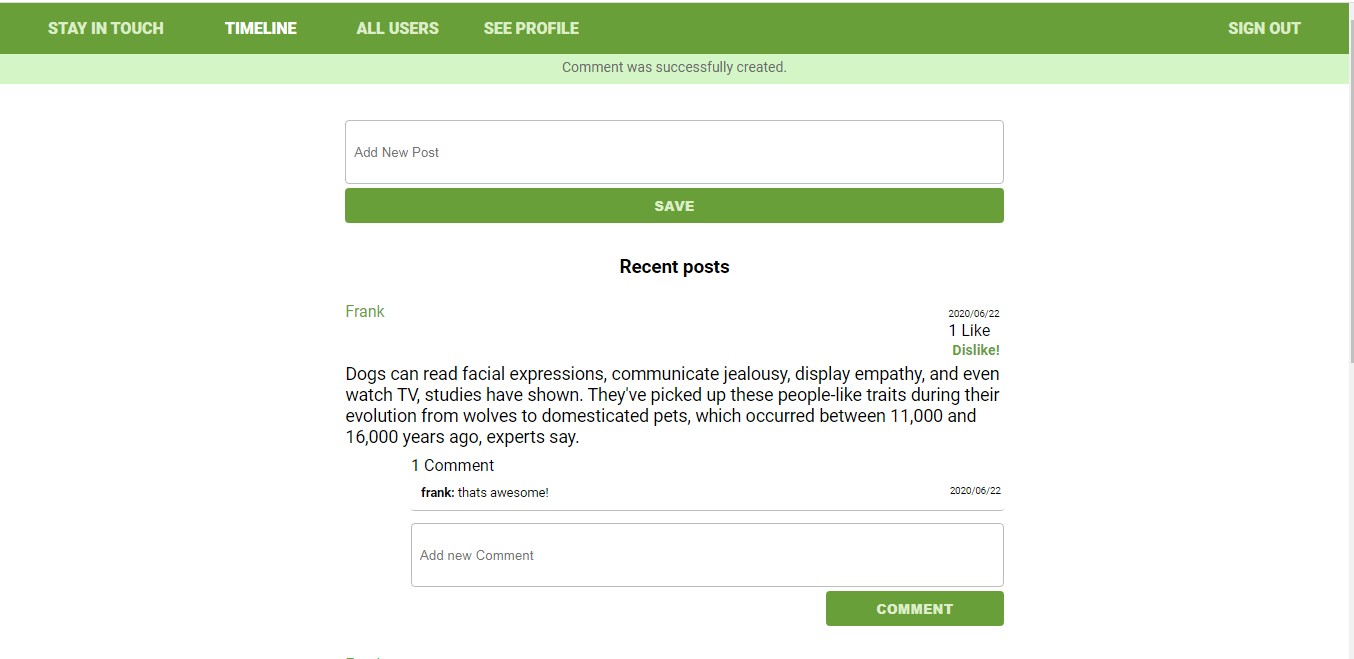 STAY IN TOUCH TIMELINE ALL USERS SEE PROFILE SIGN OUT
Comment was successfully created.
Add New Post
SAVE
Recent posts
Frank 2020/06/22
1 Like
Dislike!
Dogs can read facial expressions, communicate jealousy, display empathy, and even
watch TV, studies have shown. They've picked up these people-like traits during their
evolution from wolves to domesticated pets, which occurred between 11,000 and
16,000 years ago, experts say.
1 Comment
frank: thats awesome! 2020/06/22
Add new Comment
COMMENT